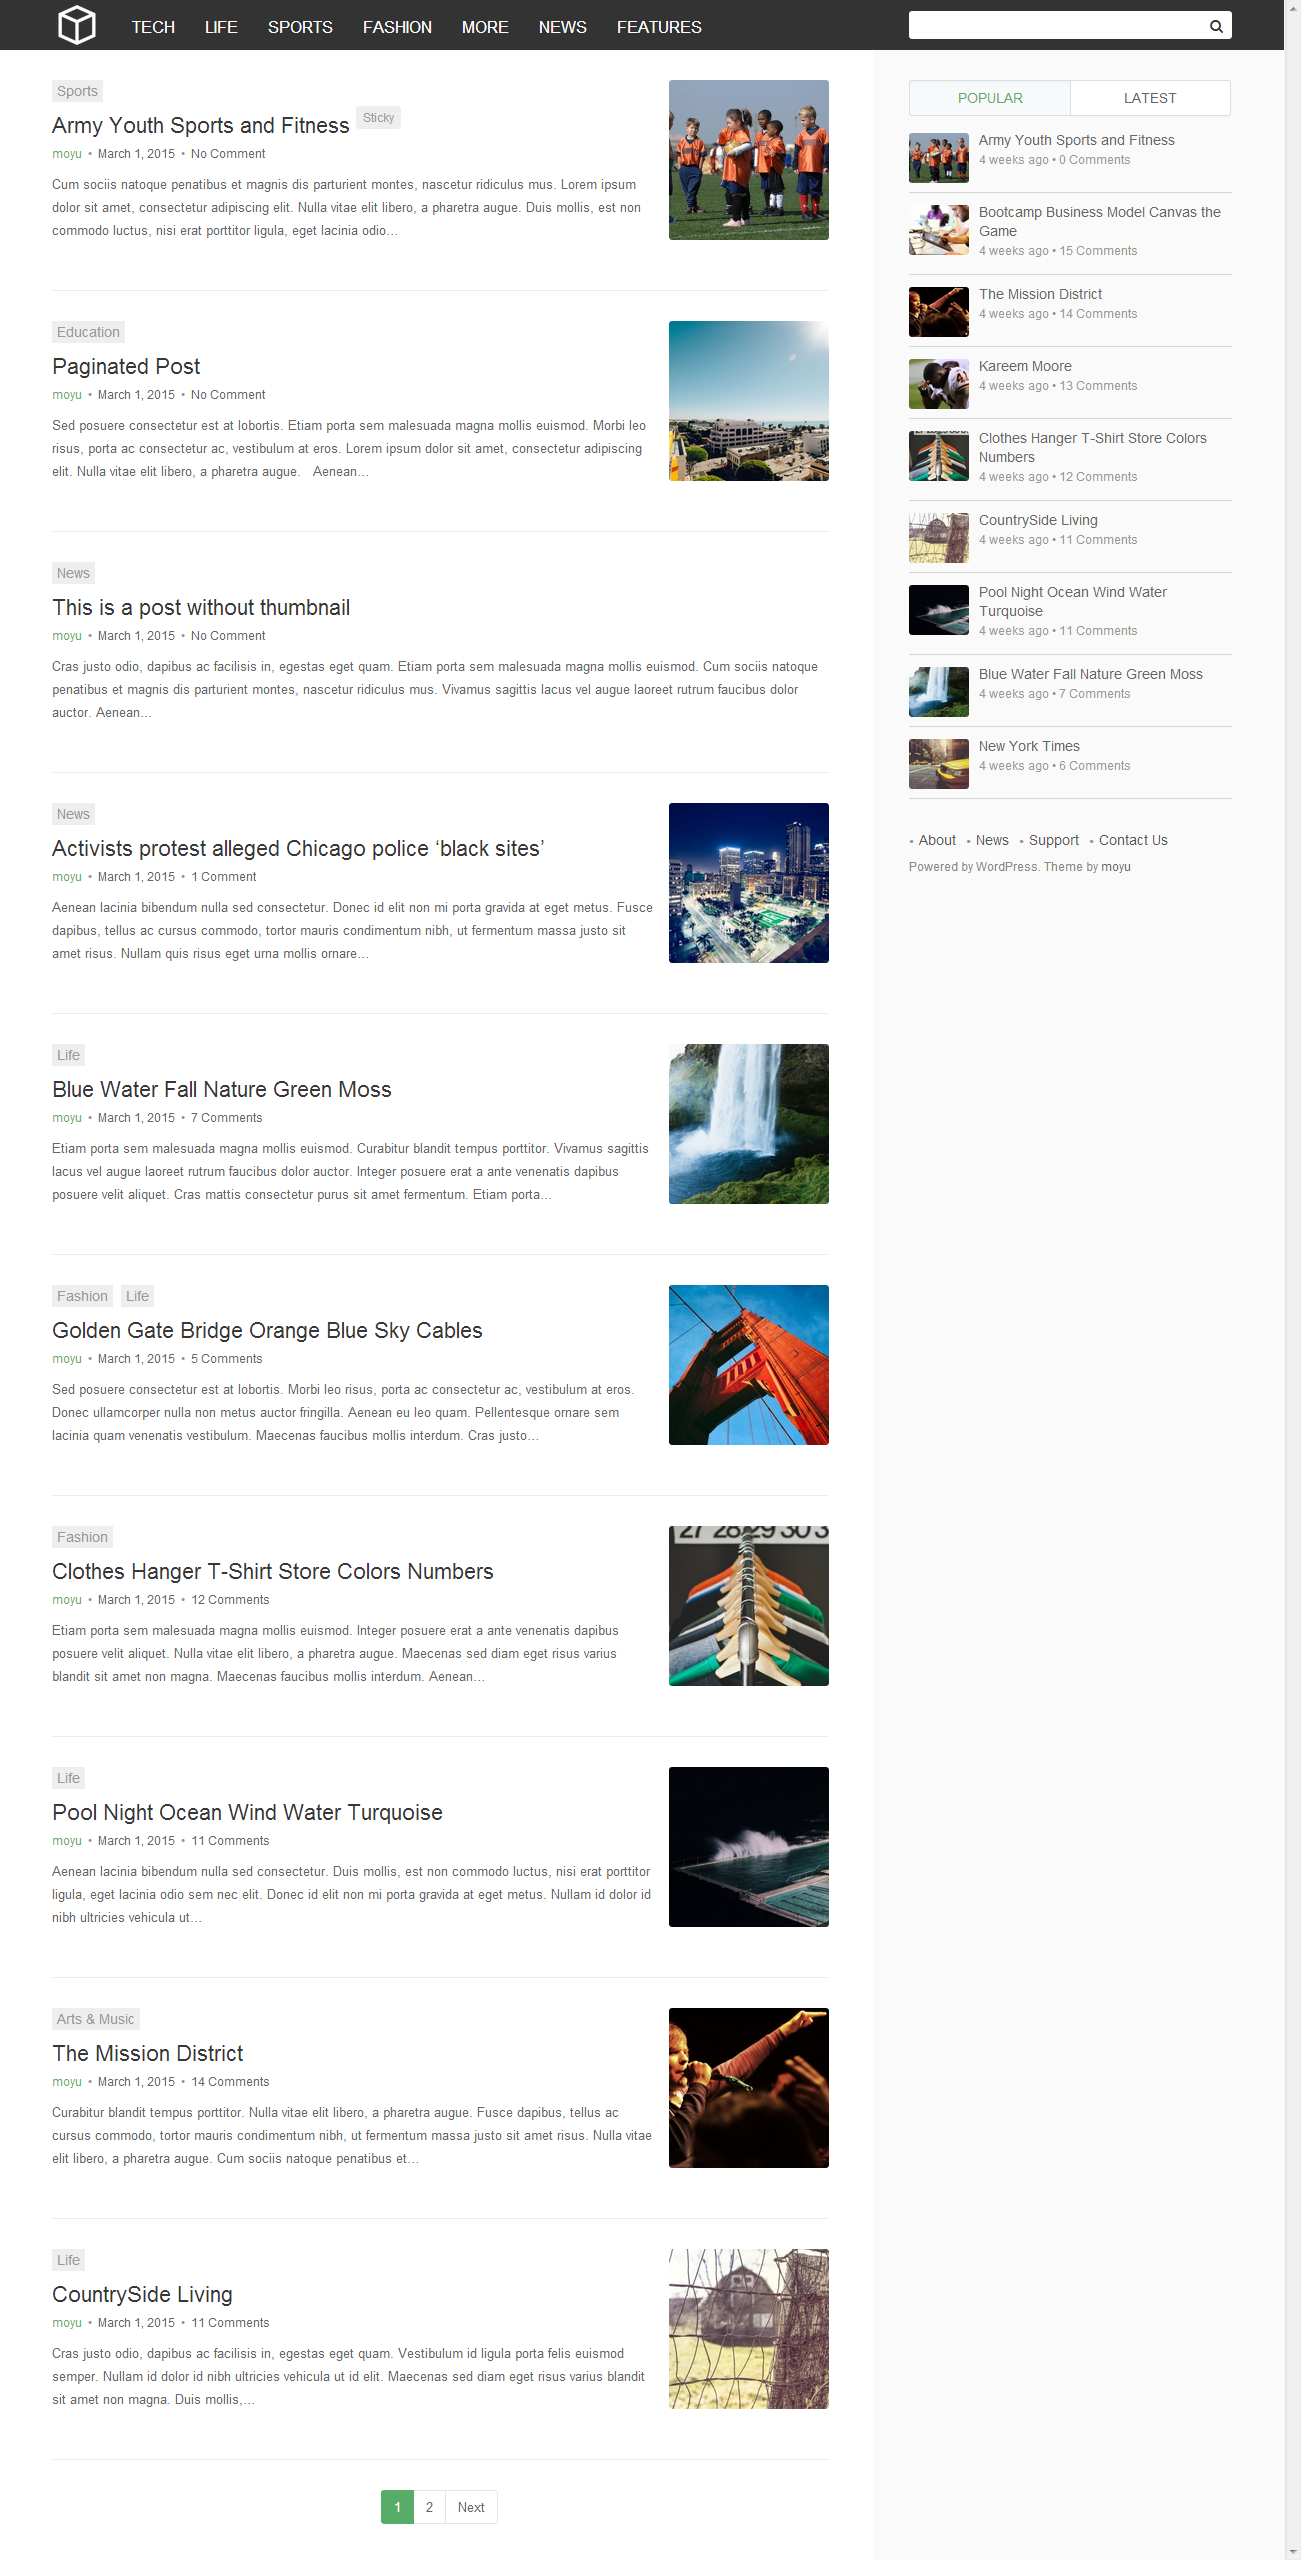 TECH LIFE SPORTS FASHION MORE NEWS FEATURES
Sports
Army Youth Sports and Fitness Sticky
moyu • March 1, 2015 • No Comment
Cum sociis natoque penatibus et magnis dis parturient montes, nascetur ridiculus mus. Lorem ipsum
dolor sit amet, consectetur adipiscing elit. Nulla vitae elit libero, a pharetra augue. Duis mollis, est non
commodo luctus, nisi erat porttitor ligula, eget lacinia odio...
Education
Paginated Post
moyu • March 1, 2015 • No Comment
Sed posuere consectetur est at lobortis. Etiam porta sem malesuada magna mollis euismod. Morbi leo
risus, porta ac consectetur ac, vestibulum at eros. Lorem ipsum dolor sit amet, consectetur adipiscing
elit. Nulla vitae elit libero, a pharetra augue. Aenean...
News
This is a post without thumbnail
moyu • March 1, 2015 • No Comment
Cras justo odio, dapibus ac facilisis in, egestas eget quam. Etiam porta sem malesuada magna mollis euismod. Cum sociis natoque
penatibus et magnis dis parturient montes, nascetur ridiculus mus. Vivamus sagittis lacus vel augue laoreet rutrum faucibus dolor
auctor. Aenean...
News
Activists protest alleged Chicago police ‘black sites’
moyu • March 1, 2015 • 1 Comment
Aenean lacinia bibendum nulla sed consectetur. Donec id elit non mi porta gravida at eget metus. Fusce
dapibus, tellus ac cursus commodo, tortor mauris condimentum nibh, ut fermentum massa justo sit
amet risus. Nullam quis risus eget urna mollis ornare...
Life
Blue Water Fall Nature Green Moss
moyu • March 1, 2015 • 7 Comments
Etiam porta sem malesuada magna mollis euismod. Curabitur blandit tempus porttitor. Vivamus sagittis
lacus vel augue laoreet rutrum faucibus dolor auctor. Integer posuere erat a ante venenatis dapibus
posuere velit aliquet. Cras mattis consectetur purus sit amet fermentum. Etiam porta...
Fashion Life
Golden Gate Bridge Orange Blue Sky Cables
moyu • March 1, 2015 • 5 Comments
Sed posuere consectetur est at lobortis. Morbi leo risus, porta ac consectetur ac, vestibulum at eros.
Donec ullamcorper nulla non metus auctor fringilla. Aenean eu leo quam. Pellentesque ornare sem
lacinia quam venenatis vestibulum. Maecenas faucibus mollis interdum. Cras justo...
Fashion
Clothes Hanger T-Shirt Store Colors Numbers
moyu • March 1, 2015 • 12 Comments
Etiam porta sem malesuada magna mollis euismod. Integer posuere erat a ante venenatis dapibus
posuere velit aliquet. Nulla vitae elit libero, a pharetra augue. Maecenas sed diam eget risus varius
blandit sit amet non magna. Maecenas faucibus mollis interdum. Aenean...
27 28 29 30 3
Life
Pool Night Ocean Wind Water Turquoise
moyu • March 1, 2015 • 11 Comments
Aenean lacinia bibendum nulla sed consectetur. Duis mollis, est non commodo luctus, nisi erat porttitor
ligula, eget lacinia odio sem nec elit. Donec id elit non mi porta gravida at eget metus. Nullam id dolor id
nibh ultricies vehicula ut...
Arts & Music
The Mission District
moyu • March 1, 2015 • 14 Comments
Curabitur blandit tempus porttitor. Nulla vitae elit libero, a pharetra augue. Fusce dapibus, tellus ac
cursus commodo, tortor mauris condimentum nibh, ut fermentum massa justo sit amet risus. Nulla vitae
elit libero, a pharetra augue. Cum sociis natoque penatibus et...
Life
CountrySide Living
moyu • March 1, 2015 • 11 Comments
Cras justo odio, dapibus ac facilisis in, egestas eget quam. Vestibulum id ligula porta felis euismod
semper. Nullam id dolor id nibh ultricies vehicula ut id elit. Maecenas sed diam eget risus varius blandit
sit amet non magna. Duis mollis,...
1 2 Next
POPULAR LATEST
Army Youth Sports and Fitness
4 weeks ago • 0 Comments
Bootcamp Business Model Canvas the
Game
4 weeks ago • 15 Comments
The Mission District
4 weeks ago • 14 Comments
Kareem Moore
4 weeks ago • 13 Comments
Clothes Hanger T-Shirt Store Colors
Numbers
4 weeks ago • 12 Comments
CountrySide Living
4 weeks ago • 11 Comments
Pool Night Ocean Wind Water
Turquoise
4 weeks ago • 11 Comments
Blue Water Fall Nature Green Moss
4 weeks ago • 7 Comments
New York Times
4 weeks ago • 6 Comments
• About • News • Support • Contact Us
Powered by WordPress. Theme by moyu